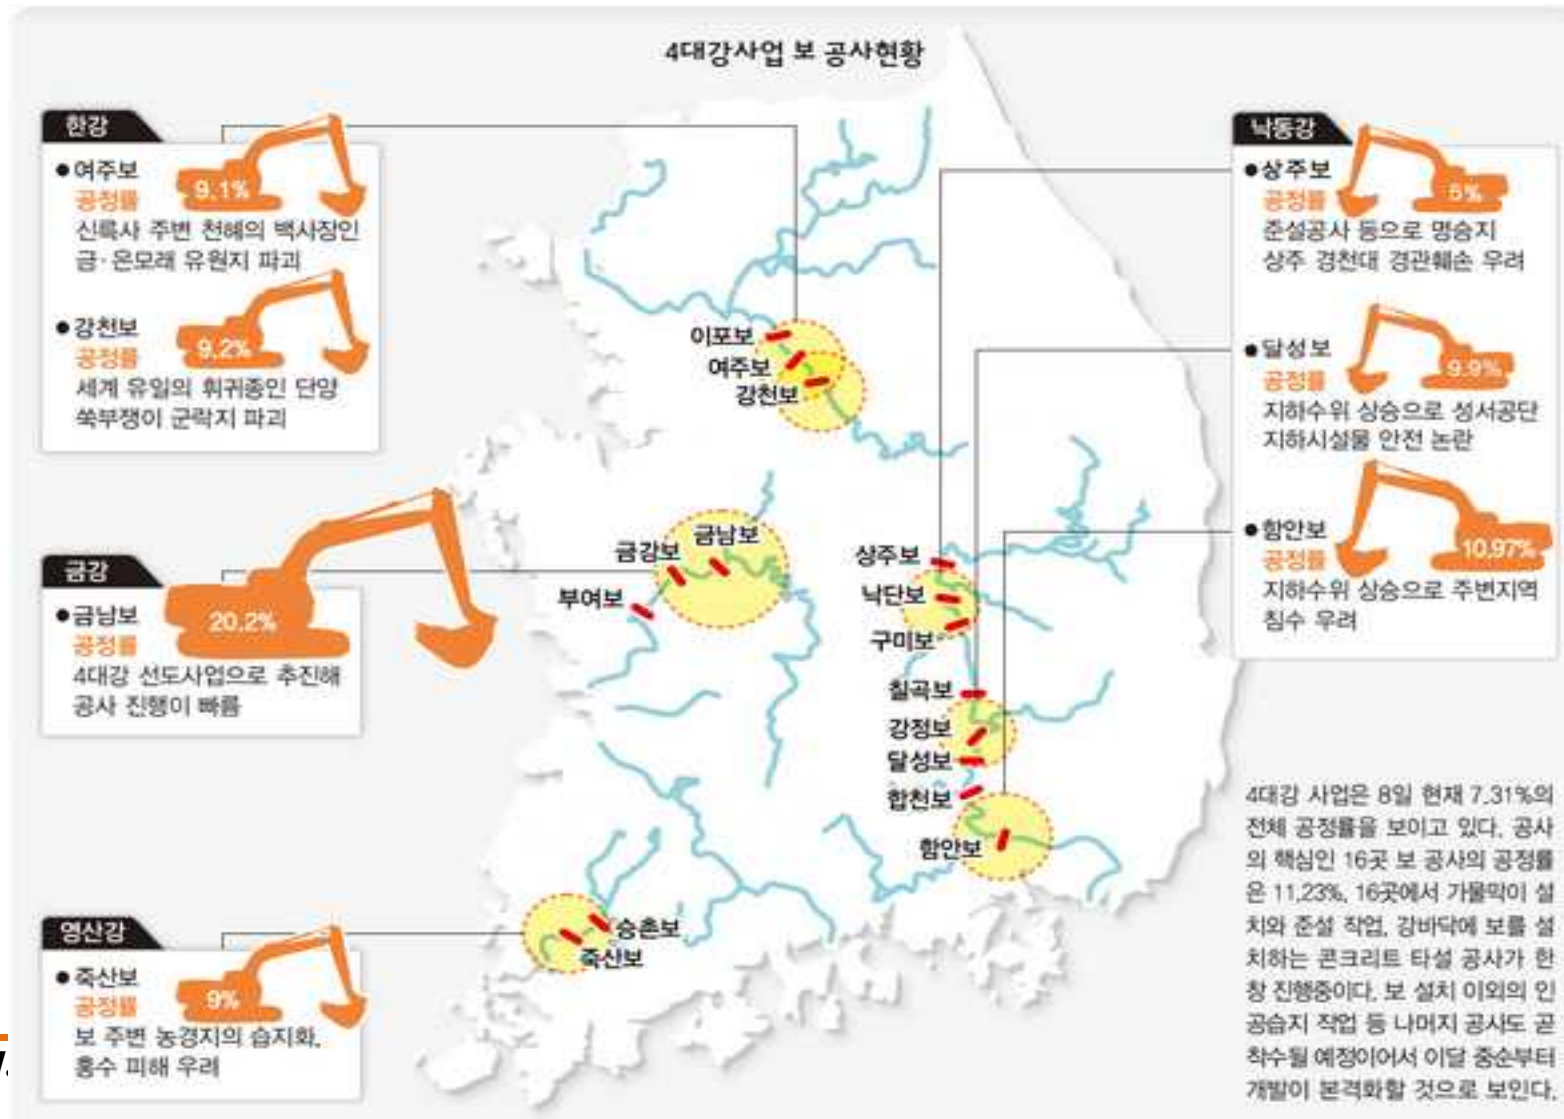 4대강사업 보 공사현황
한강
●여주보
공정률
9.1%
신륵사 주변 천혜의 백사장인
금·은모래 유원지 파괴
●강천보
공정률
9.2%
세계 유일의 휘귀종인 단양
쑥부쟁이 군락지 파괴
금강
●금남보
공정률
20.2%
4대강 선도사업으로 추진해
공사 진행이 빠름
영산강
●죽산보
공정률
9%
보 주변 농경지의 습지화,
홍수 피해 우려
이포보
여주보
강천보
금남보
금강보
부여보
상주보
낙단보
구미보
칠곡보
강정보
달성보
합천보
함안보
승촌보
죽산보
낙동강
●상주보
공정률
5%
준설공사 등으로 명승지
상주 경천대 경관훼손 우려
●달성보
공정률
9.9%
지하수위 상승으로 성서공단
지하시설물 안전 논란
●함안보
공정률
10.97%
지하수위 상승으로 주변지역
침수 우려
4대강 사업은 8일 현재 7.31%의
전체 공정률을 보이고 있다. 공사
의 핵심인 16곳 보 공사의 공정률
은 11.23%. 16곳에서 가물막이 설
치와 준설 작업, 강바닥에 보를 설
치하는 콘크리트 타설 공사가 한
창 진행중이다. 보 설치 이외의 인
공습지 작업 등 나머지 공사도 곧
착수될 예정이어서 이달 중순부터
개발이 본격화할 것으로 보인다.